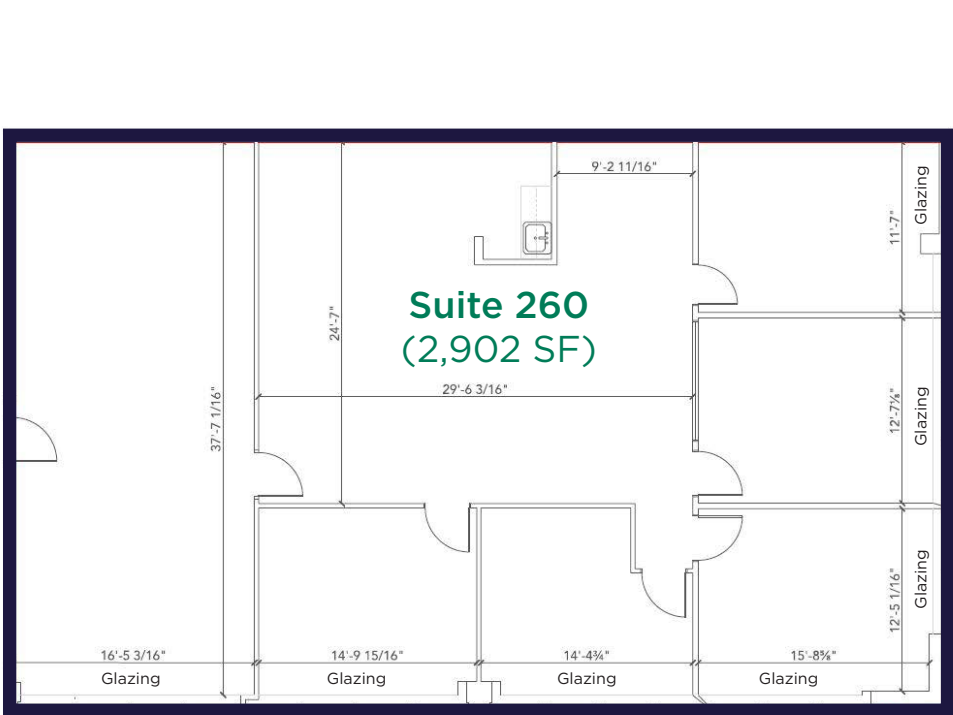 9'-2 11/16"
Glazing
11'-7"
Suite 260
(2,902 SF)
24'-7"
29'-6 3/16"
37'-7 1/16"
12'-7⅛"
Glazing
12'-5 1/16"
Glazing
16'-5 3/16"
14'-9 15/16"
14'-4¾"
15'-8⅝"
Glazing
Glazing
Glazing
Glazing